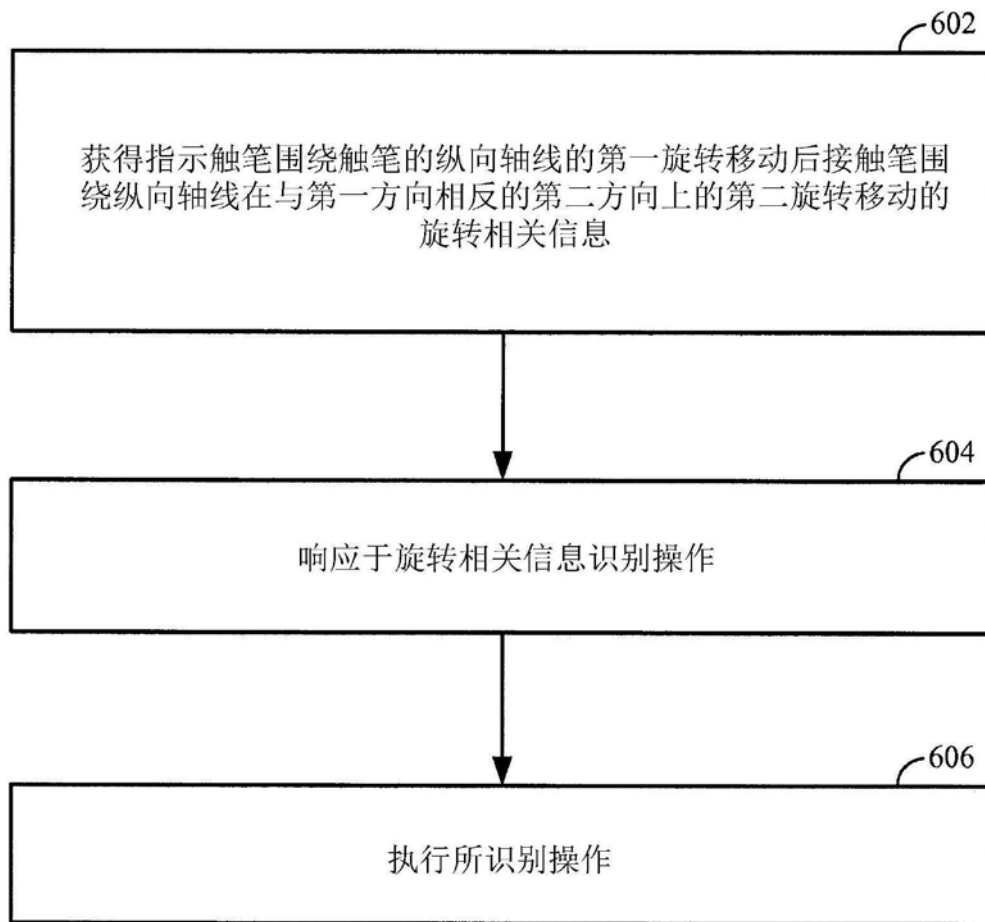 602
获得指示触笔围绕触笔的纵向轴线的第一旋转移动后接触笔围
绕纵向轴线在与第一方向相反的第二方向上的第二旋转移动的
旋转相关信息
604
响应于旋转相关信息识别操作
606
执行所识别操作